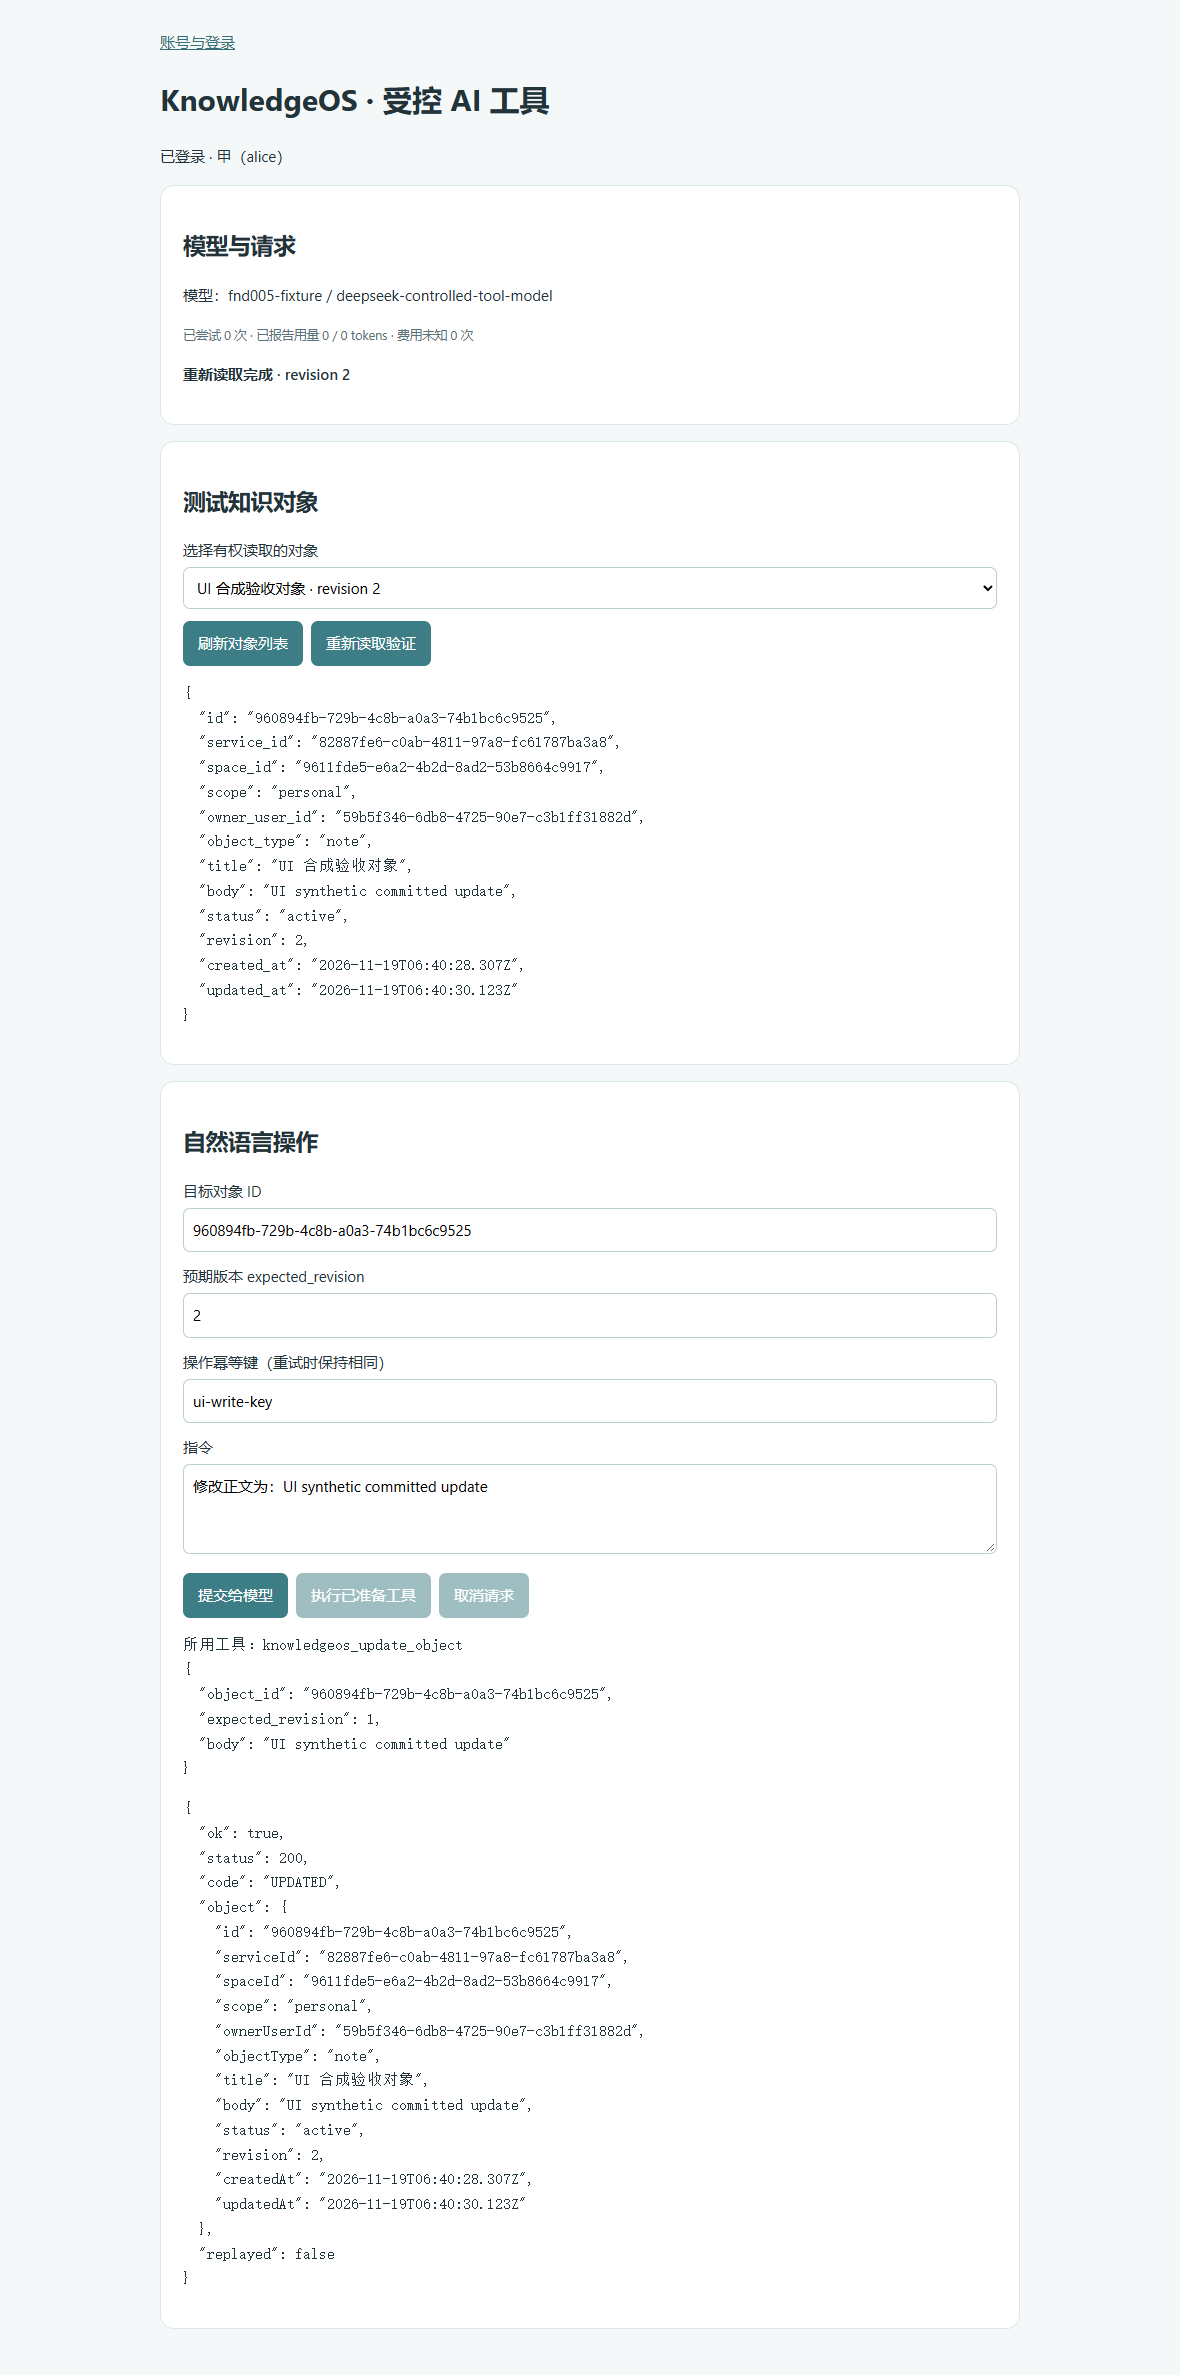 账号与登录
KnowledgeOS · 受控 AI 工具
已登录 · 甲（alice）
模型与请求
模型：fnd005-fixture / deepseek-controlled-tool-model
已尝试 0 次 · 已报告用量 0 / 0 tokens · 费用未知 0 次
重新读取完成 · revision 2
测试知识对象
选择有权读取的对象
UI 合成验收对象 · revision 2
刷新对象列表 重新读取验证
{
  "id": "960894fb-729b-4c8b-a0a3-74b1bc6c9525",
  "service_id": "82887fe6-c0ab-4811-97a8-fc61787ba3a8",
  "space_id": "9611fde5-e6a2-4b2d-8ad2-53b8664c9917",
  "scope": "personal",
  "owner_user_id": "59b5f346-6db8-4725-90e7-c3b1ff31882d",
  "object_type": "note",
  "title": "UI 合成验收对象",
  "body": "UI synthetic committed update",
  "status": "active",
  "revision": 2,
  "created_at": "2026-11-19T06:40:28.307Z",
  "updated_at": "2026-11-19T06:40:30.123Z"
}
自然语言操作
目标对象 ID
960894fb-729b-4c8b-a0a3-74b1bc6c9525
预期版本 expected_revision
2
操作幂等键（重试时保持相同）
ui-write-key
指令
修改正文为：UI synthetic committed update
提交给模型 执行已准备工具 取消请求
所用工具：knowledgeos_update_object
{
  "object_id": "960894fb-729b-4c8b-a0a3-74b1bc6c9525",
  "expected_revision": 1,
  "body": "UI synthetic committed update"
}
{
  "ok": true,
  "status": 200,
  "code": "UPDATED",
  "object": {
    "id": "960894fb-729b-4c8b-a0a3-74b1bc6c9525",
    "serviceId": "82887fe6-c0ab-4811-97a8-fc61787ba3a8",
    "spaceId": "9611fde5-e6a2-4b2d-8ad2-53b8664c9917",
    "scope": "personal",
    "ownerUserId": "59b5f346-6db8-4725-90e7-c3b1ff31882d",
    "objectType": "note",
    "title": "UI 合成验收对象",
    "body": "UI synthetic committed update",
    "status": "active",
    "revision": 2,
    "createdAt": "2026-11-19T06:40:28.307Z",
    "updatedAt": "2026-11-19T06:40:30.123Z"
  },
  "replayed": false
}